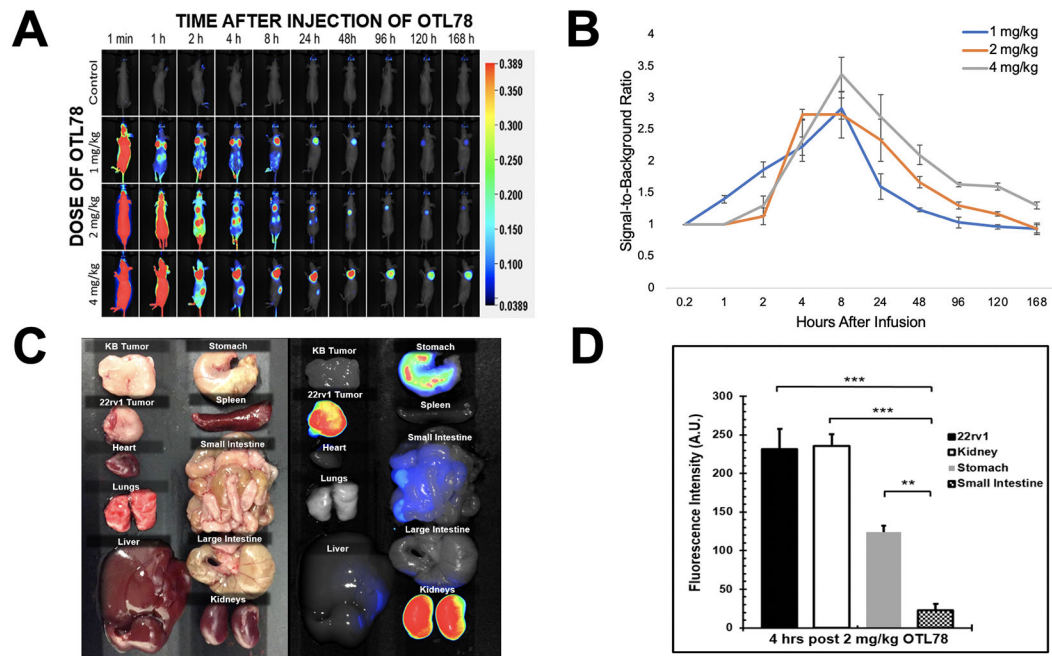 A
TIME AFTER INJECTION OF OTL78
1 min 1 h 2 h 4 h 8 h 24 h 48h 96 h 120 h 168 h
DOSE OF OTL78
Control
1 mg/kg
2 mg/kg
4 mg/kg
0.389
0.350
0.300
0.250
0.200
0.150
0.100
0.0389
B
Signal-to-Background Ratio
4
3.5
3
2.5
2
1.5
1
0.5
0
0.2 1 2 4 8 24 48 96 120 168
Hours After Infusion
1 mg/kg
2 mg/kg
4 mg/kg
C
KB Tumor Stomach
22rv1 Tumor Spleen
Heart Small Intestine
Lungs
Liver Large Intestine
Kidneys
KB Tumor Stomach
22rv1 Tumor Spleen
Heart Small Intestine
Lungs
Liver Large Intestine
Kidneys
D
Fluorescence Intensity (A.U.)
300
250
200
150
100
50
0
***
***
**
22rv1
Kidney
Stomach
Small Intestine
4 hrs post 2 mg/kg OTL78